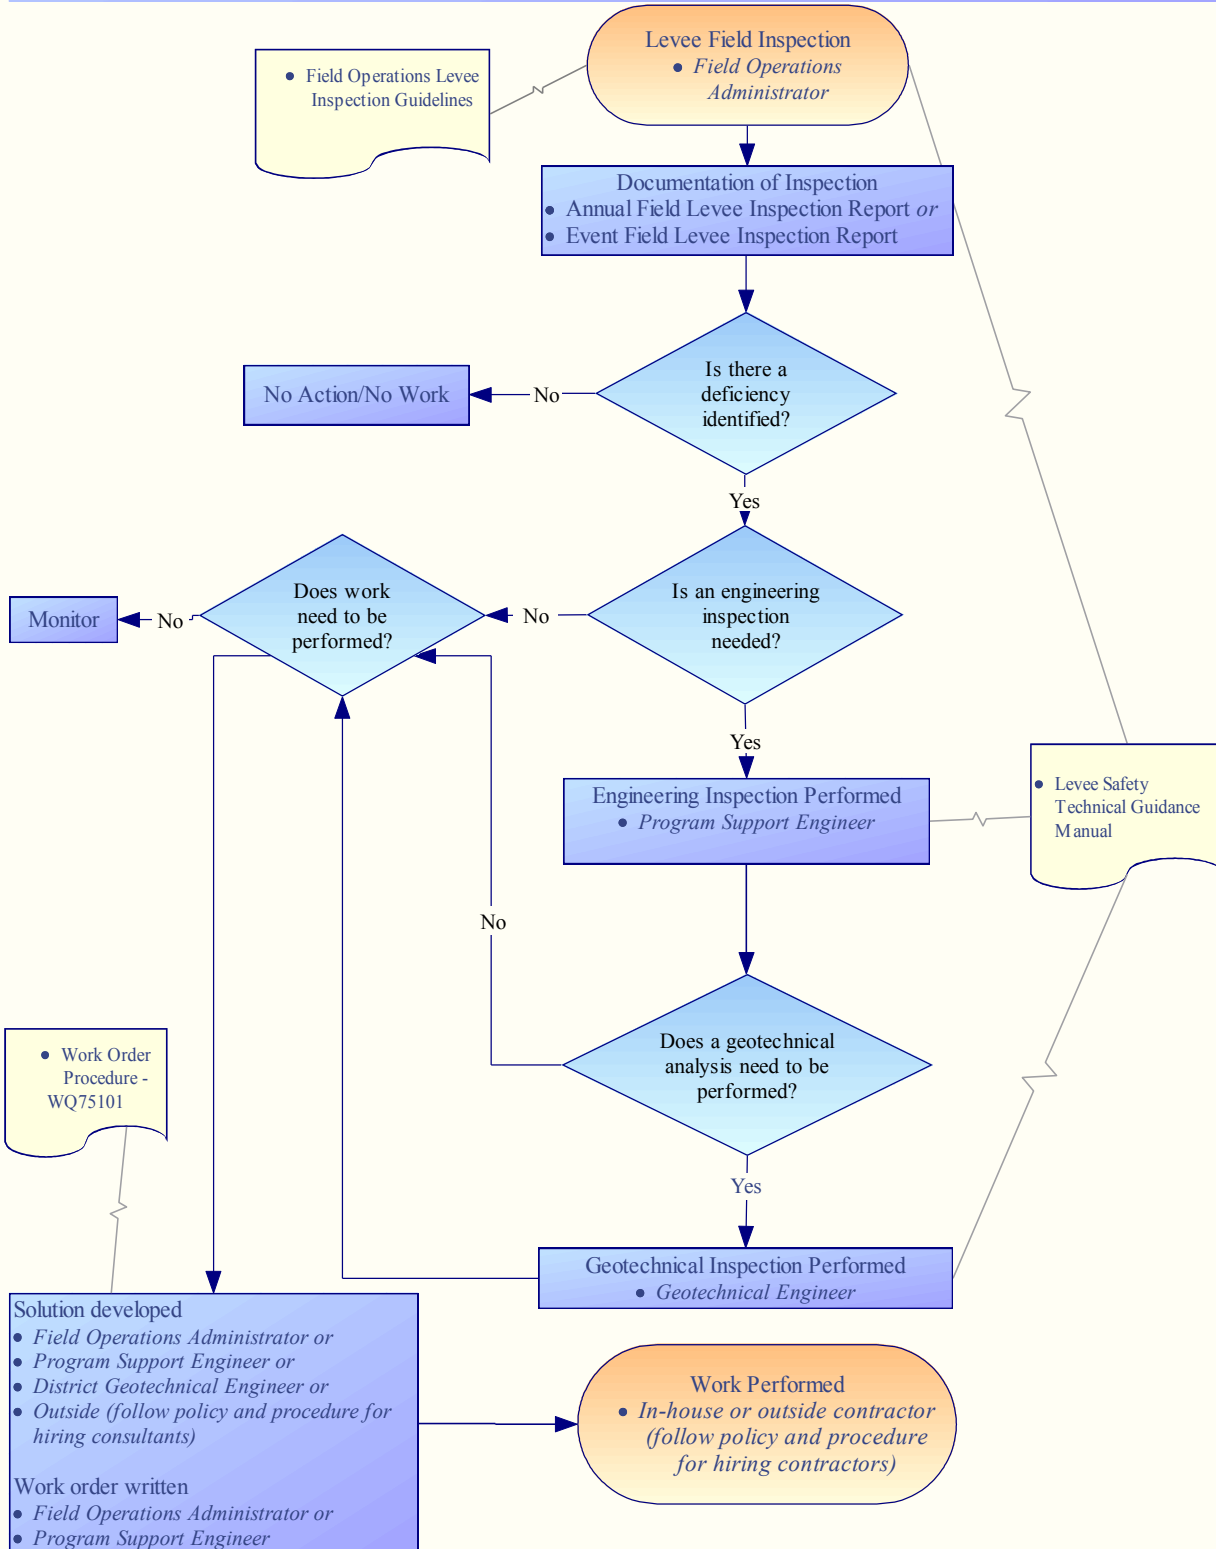 Levee Field Inspection
• Field Operations
Administrator
• Field Operations Levee
Inspection Guidelines
Documentation of Inspection
• Annual Field Levee Inspection Report or
• Event Field Levee Inspection Report
Is there a
deficiency
identified?
No
No Action/No Work
Yes
Is an engineering
inspection
needed?
No
Does work
need to be
performed?
No
Monitor
Yes
Engineering Inspection Performed
• Program Support Engineer
• Levee Safety
Technical Guidance
Manual
No
Does a geotechnical
analysis need to be
performed?
• Work Order
Procedure -
WQ75101
Yes
Geotechnical Inspection Performed
• Geotechnical Engineer
Solution developed
• Field Operations Administrator or
• Program Support Engineer or
• District Geotechnical Engineer or
• Outside (follow policy and procedure for
hiring consultants)
Work order written
• Field Operations Administrator or
• Program Support Engineer
Work Performed
• In-house or outside contractor
(follow policy and procedure
for hiring contractors)